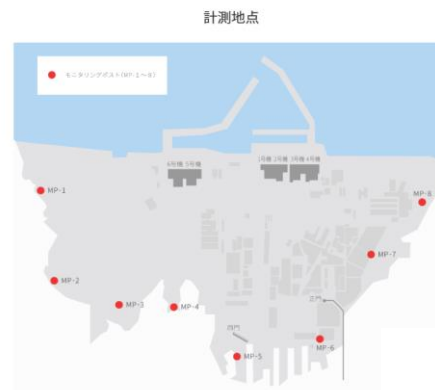 計測地点
モニタリングポスト(MP-1～8)
6号機 5号機
1号機 2号機 3号機 4号機
MP-1
MP-8
MP-7
MP-2
正門
MP-3
MP-4
西門
MP-6
MP-5